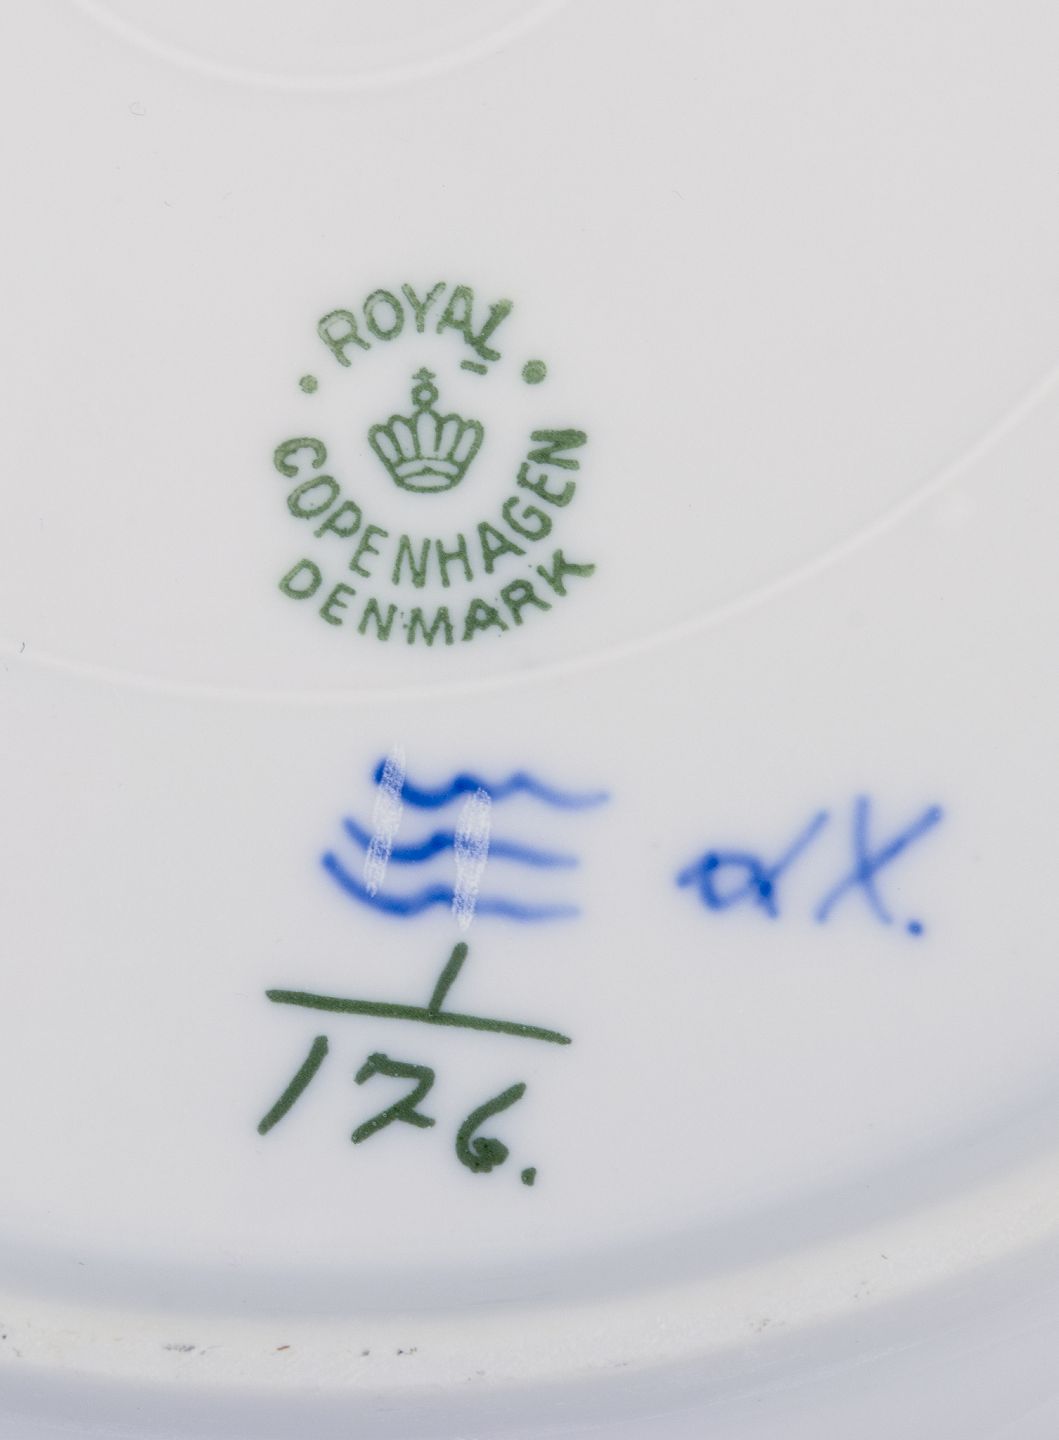 ROYAL
COPENHAGEN
DENMARK
1
176.